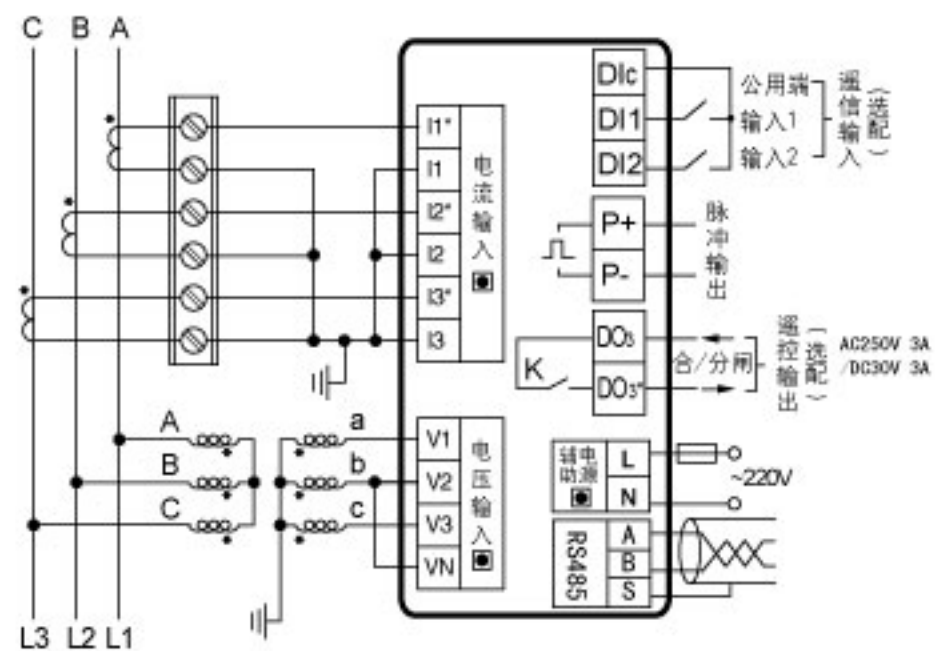 C B A
I1*
I1
I2*
I2
I3*
I3
电流输入
DIc
DI1
DI2
公用端
输入1
输入2
遥信输入
(选配)
P+
P-
脉冲输出
K
DO₃
DO₃*
合/分闸
遥控输出
(选配)
AC250V 3A
/DC30V 3A
A
B
C
a
b
c
V1
V2
V3
VN
电压输入
辅助电源
L
N
~220V
RS485
A
B
S
L3 L2 L1